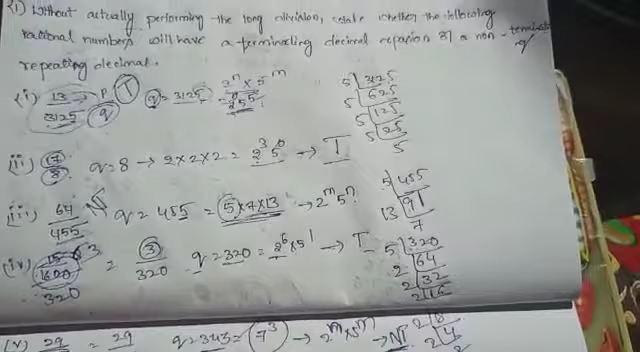 (1) Without actually performing the long division, state whether the following
rational numbers will have a terminating decimal expansion or a non-terminating
repeating decimal.
(i) 13/3125 → p/q T q = 3125 = 2^n × 5^m 2^0 5^5
5 | 3125
5 | 625
5 | 125
5 | 25
5
(ii) 17/8 q = 8 → 2×2×2 = 2^3 5^0 → T
(iii) 64/455 q = 455 = 5×7×13 → 2^m 5^n
5 | 455
13 | 91
7
(iv) 15/1600 3/320 = 3/320 q = 320 = 2^6 × 5^1 → T
5 | 320
2 | 64
2 | 32
2 | 16
2 | 8
2 | 4
2
(v) 29 = 29 q = 343 = 7^3 → 2^m × 5^n → NT